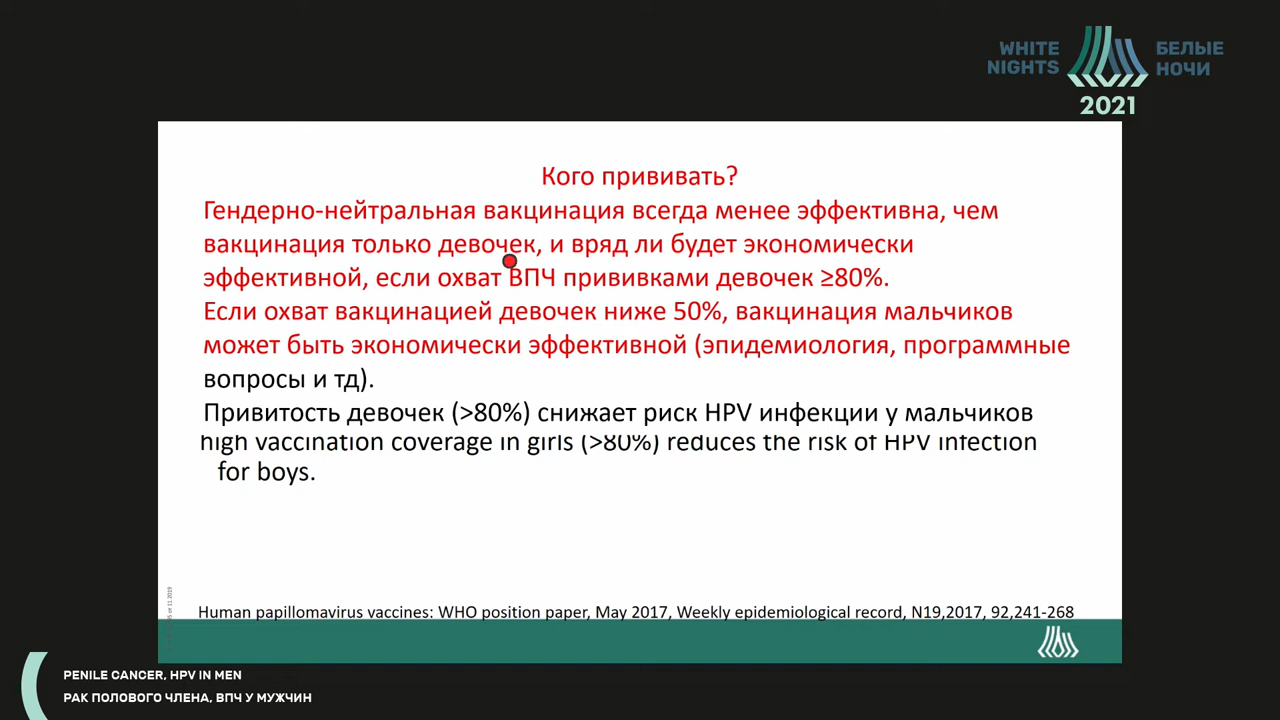 WHITE NIGHTS
БЕЛЫЕ НОЧИ
2021
Кого прививать?
Гендерно-нейтральная вакцинация всегда менее эффективна, чем
вакцинация только девочек, и вряд ли будет экономически
эффективной, если охват ВПЧ прививками девочек ≥80%.
Если охват вакцинацией девочек ниже 50%, вакцинация мальчиков
может быть экономически эффективной (эпидемиология, программные
вопросы и тд).
Привитость девочек (>80%) снижает риск HPV инфекции у мальчиков
high vaccination coverage in girls (>80%) reduces the risk of HPV infection
for boys.
Human papillomavirus vaccines: WHO position paper, May 2017, Weekly epidemiological record, N19,2017, 92,241-268
PENILE CANCER, HPV IN MEN
РАК ПОЛОВОГО ЧЛЕНА, ВПЧ У МУЖЧИН